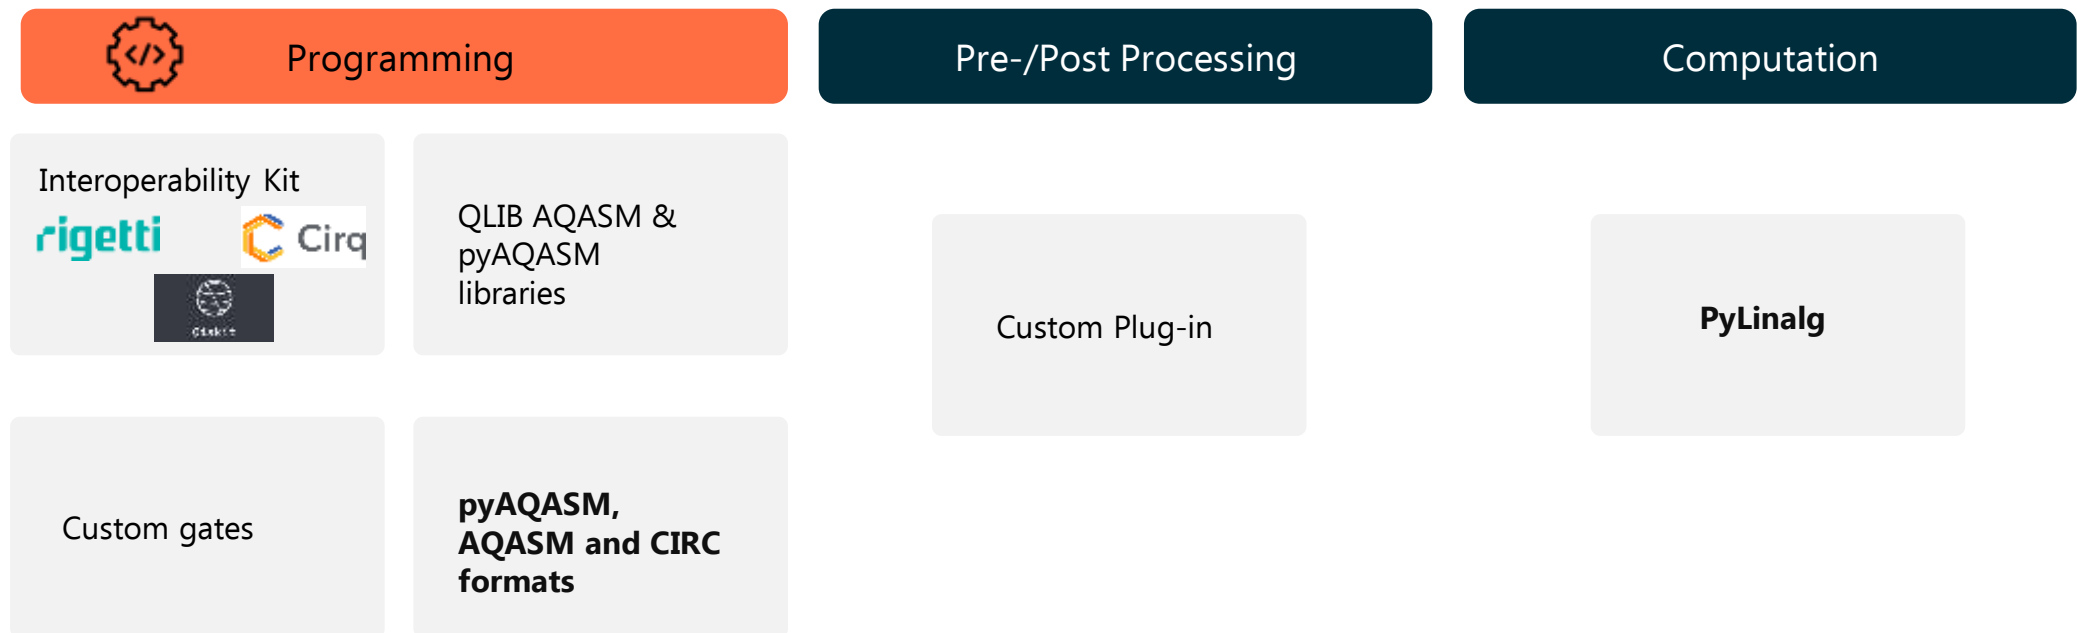 </> Programming
Pre-/Post Processing
Computation
Interoperability Kit
rigetti
Cirq
Qiskit
QLIB AQASM &
pyAQASM
libraries
Custom Plug-in
PyLinalg
Custom gates
pyAQASM,
AQASM and CIRC
formats